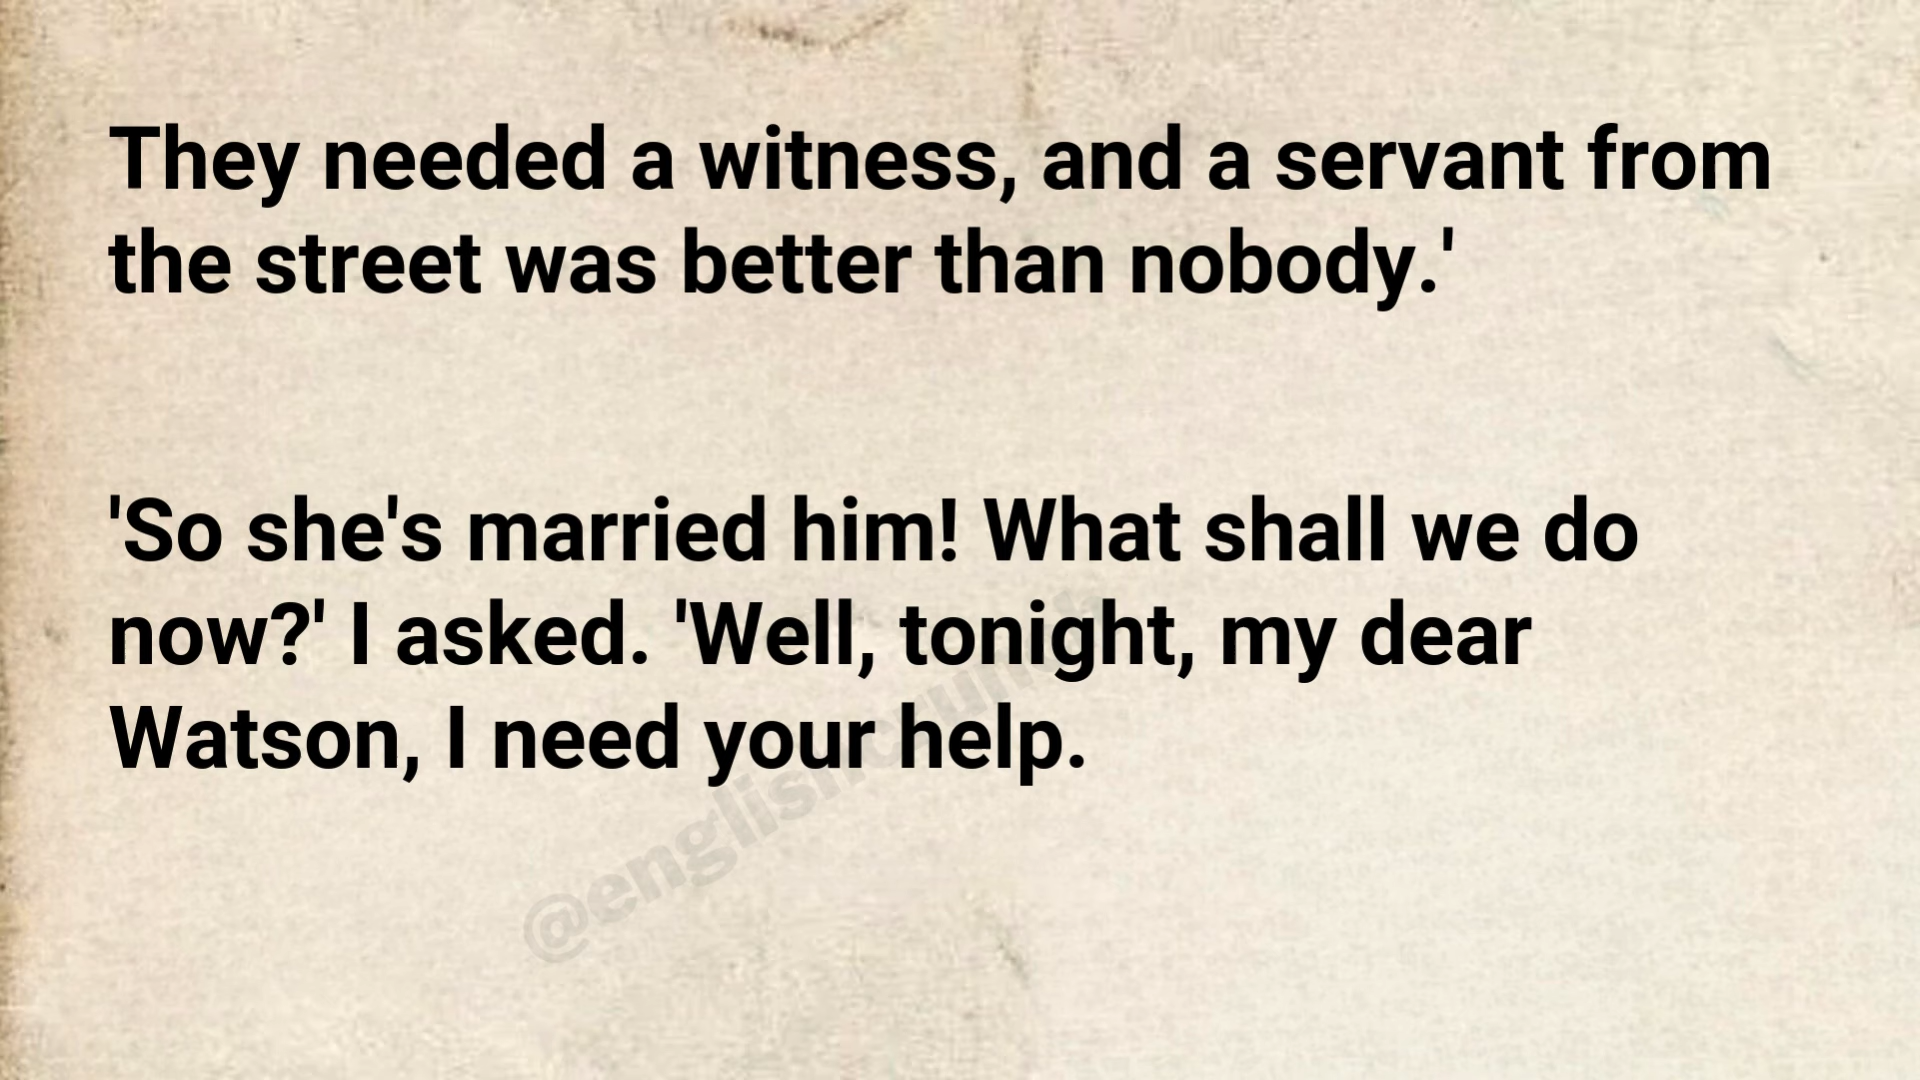 They needed a witness, and a servant from
the street was better than nobody.'
'So she's married him! What shall we do
now?' I asked. 'Well, tonight, my dear
Watson, I need your help.